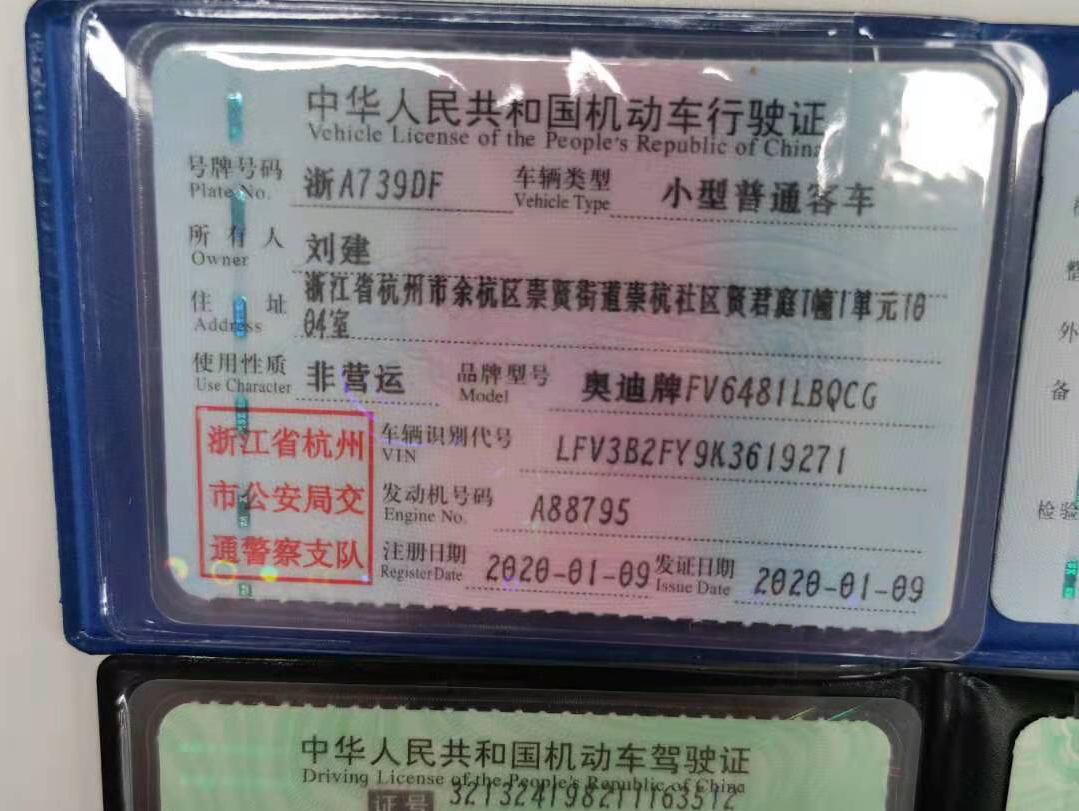 中华人民共和国机动车行驶证
Vehicle License of the People's Republic of China
号牌号码 浙A739DF 车辆类型 小型普通客车
Plate No. Vehicle Type
所有人 刘建
Owner
住址 浙江省杭州市余杭区崇贤街道崇杭社区贤君庭1幢1单元10
Address 04室
使用性质 非营运 品牌型号 奥迪牌FV6481LBQCG
Use Character Model
浙江省杭州
市公安局交
通警察支队
车辆识别代号 LFV3B2FY9K3619271
VIN
发动机号码 A88795
Engine No.
注册日期 2020-01-09 发证日期 2020-01-09
Register Date Issue Date
整
外
备
检验
中华人民共和国机动车驾驶证
Driving License of the People's Republic of China
证号 321324198211163512